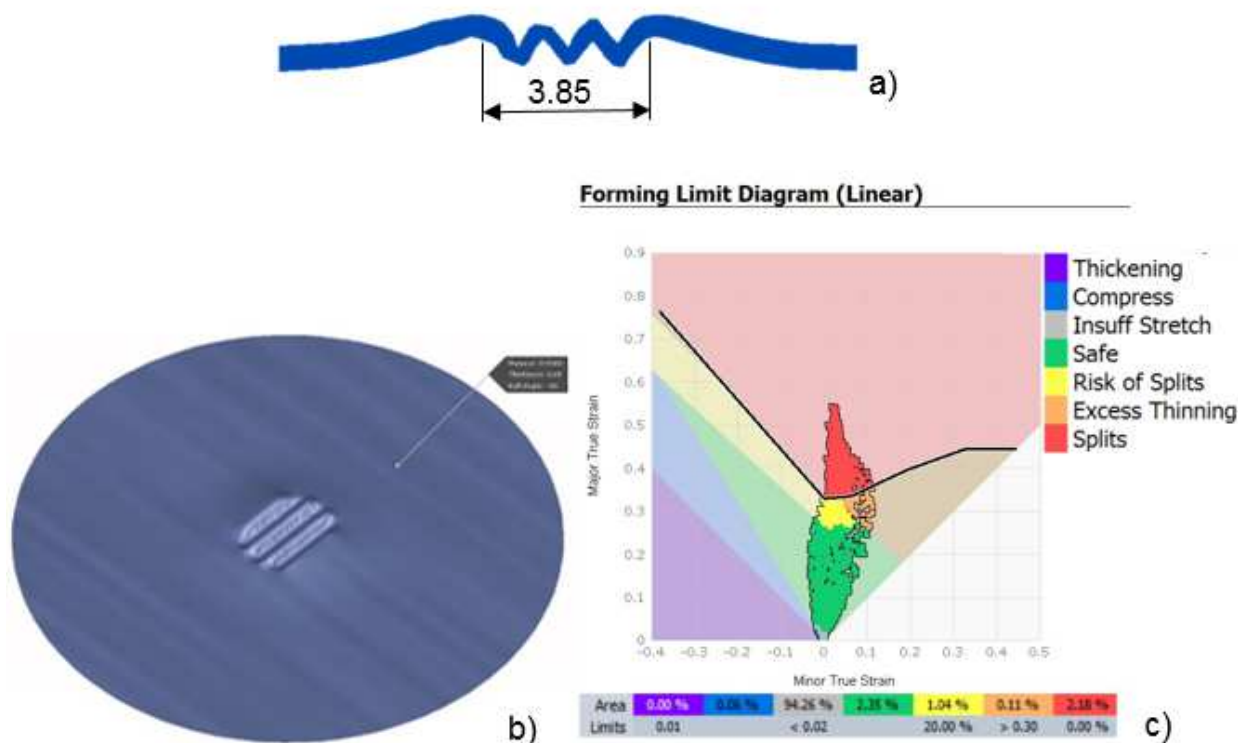 3.85
a)
Forming Limit Diagram (Linear)
0.9
0.8
0.7
0.6
0.5
0.4
0.3
0.2
0.1
0
Major True Strain
-0.4 -0.3 -0.2 -0.1 0 0.1 0.2 0.3 0.4 0.5
Minor True Strain
Thickening
Compress
Insuff Stretch
Safe
Risk of Splits
Excess Thinning
Splits
b)
Area 0.00 % 94.26 % 2.35 % 1.04 % 0.11 % 2.18 %
Limits 0.01 < 0.02 20.00 % > 0.30 0.00 %
c)